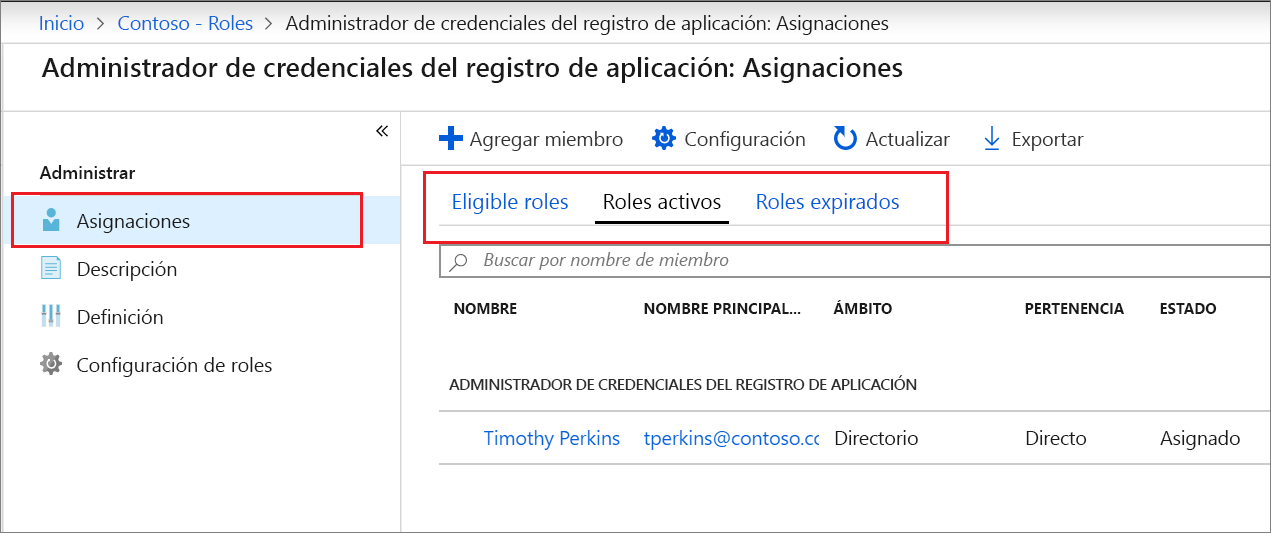 Inicio > Contoso - Roles > Administrador de credenciales del registro de aplicación: Asignaciones
Administrador de credenciales del registro de aplicación: Asignaciones
«
Administrar
Asignaciones
Descripción
Definición
Configuración de roles
Agregar miembro Configuración Actualizar Exportar
Eligible roles Roles activos Roles expirados
Buscar por nombre de miembro
NOMBRE NOMBRE PRINCIPAL... ÁMBITO PERTENENCIA ESTADO
ADMINISTRADOR DE CREDENCIALES DEL REGISTRO DE APLICACIÓN
Timothy Perkins tperkins@contoso.cc Directorio Directo Asignado